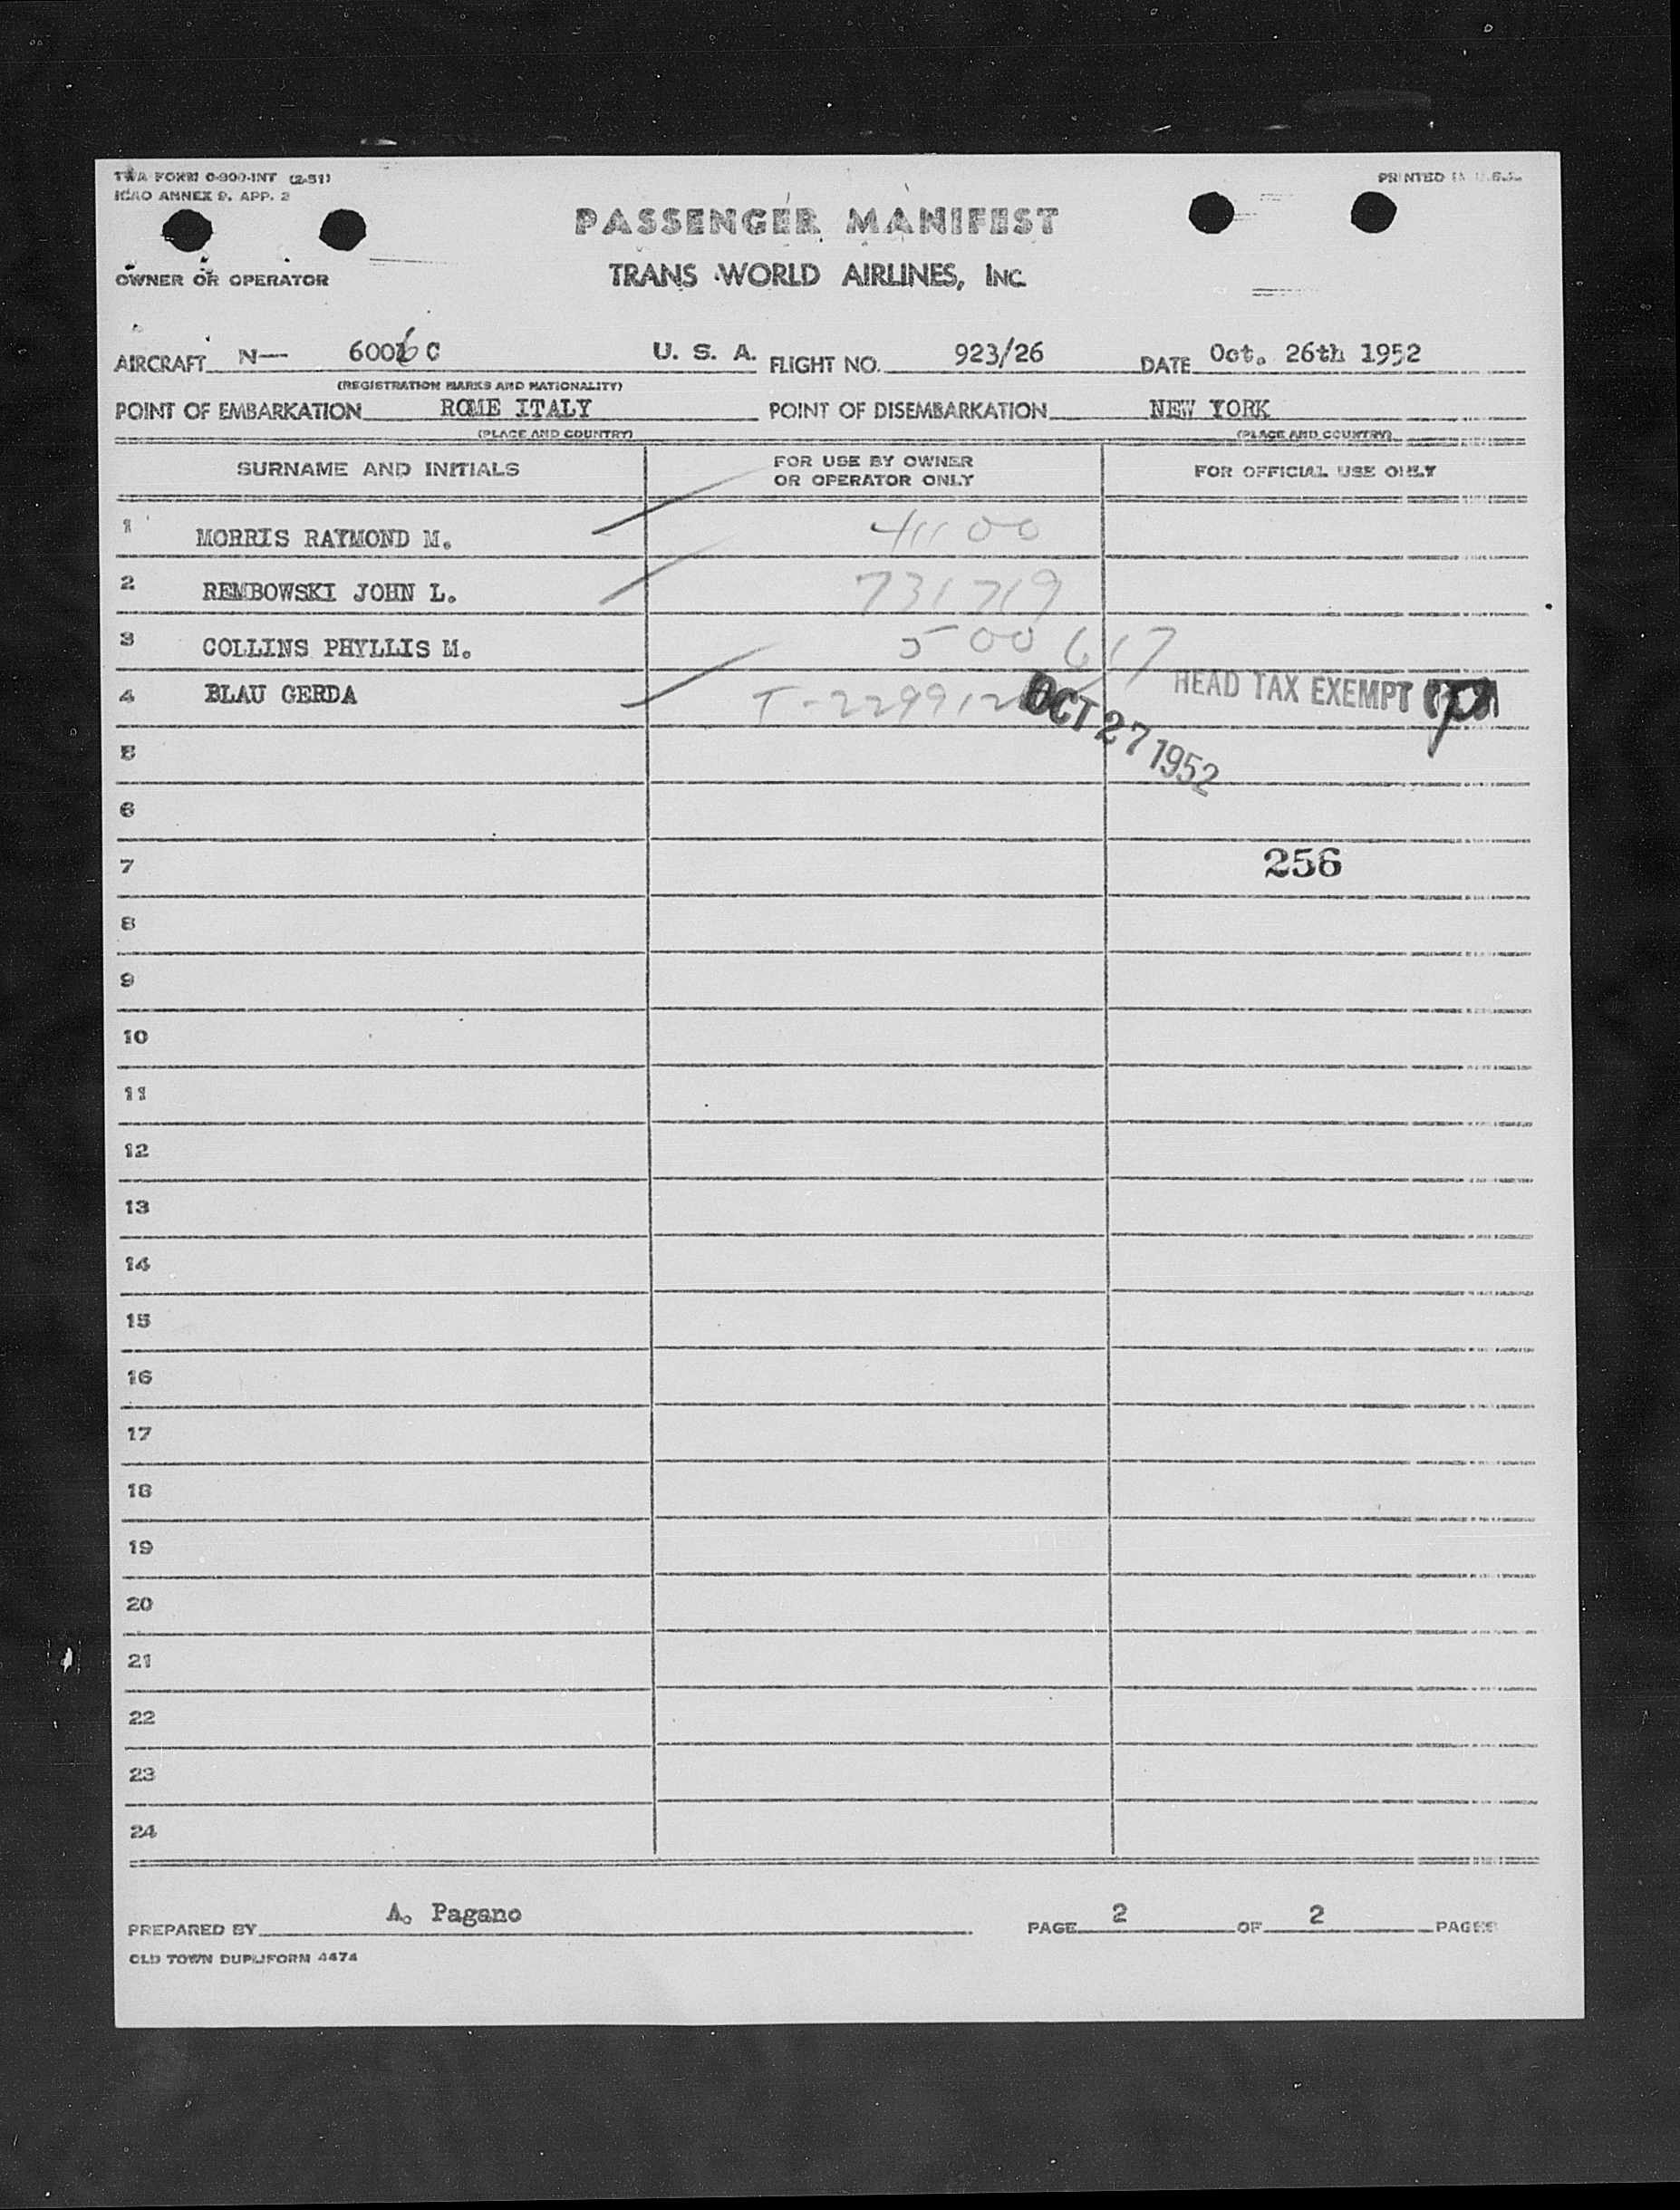 TWA FORM O-900-INT (2-51)
PRINTED IN U.S.A.
ICAO ANNEX 9, APP. 2
PASSENGER MANIFEST
OWNER OR OPERATOR
TRANS WORLD AIRLINES, INC
AIRCRAFT N— 6006 C U. S. A. FLIGHT NO. 923/26 DATE Oct. 26th 1952
(REGISTRATION MARKS AND NATIONALITY)
POINT OF EMBARKATION ROME ITALY POINT OF DISEMBARKATION NEW YORK
(PLACE AND COUNTRY) (PLACE AND COUNTRY)
SURNAME AND INITIALS FOR USE BY OWNER OR OPERATOR ONLY FOR OFFICIAL USE ONLY
1 MORRIS RAYMOND M. 41100
2 REMBOWSKI JOHN L. 731719
3 COLLINS PHYLLIS M. 500617
4 BLAU GERDA HEAD TAX EXEMPT
OCT 27 1952
5
6
7 256
8
9
10
11
12
13
14
15
16
17
18
19
20
21
22
23
24
PREPARED BY A. Pagano PAGE 2 OF 2 PAGES
OLD TOWN DUPLIFORM 4474